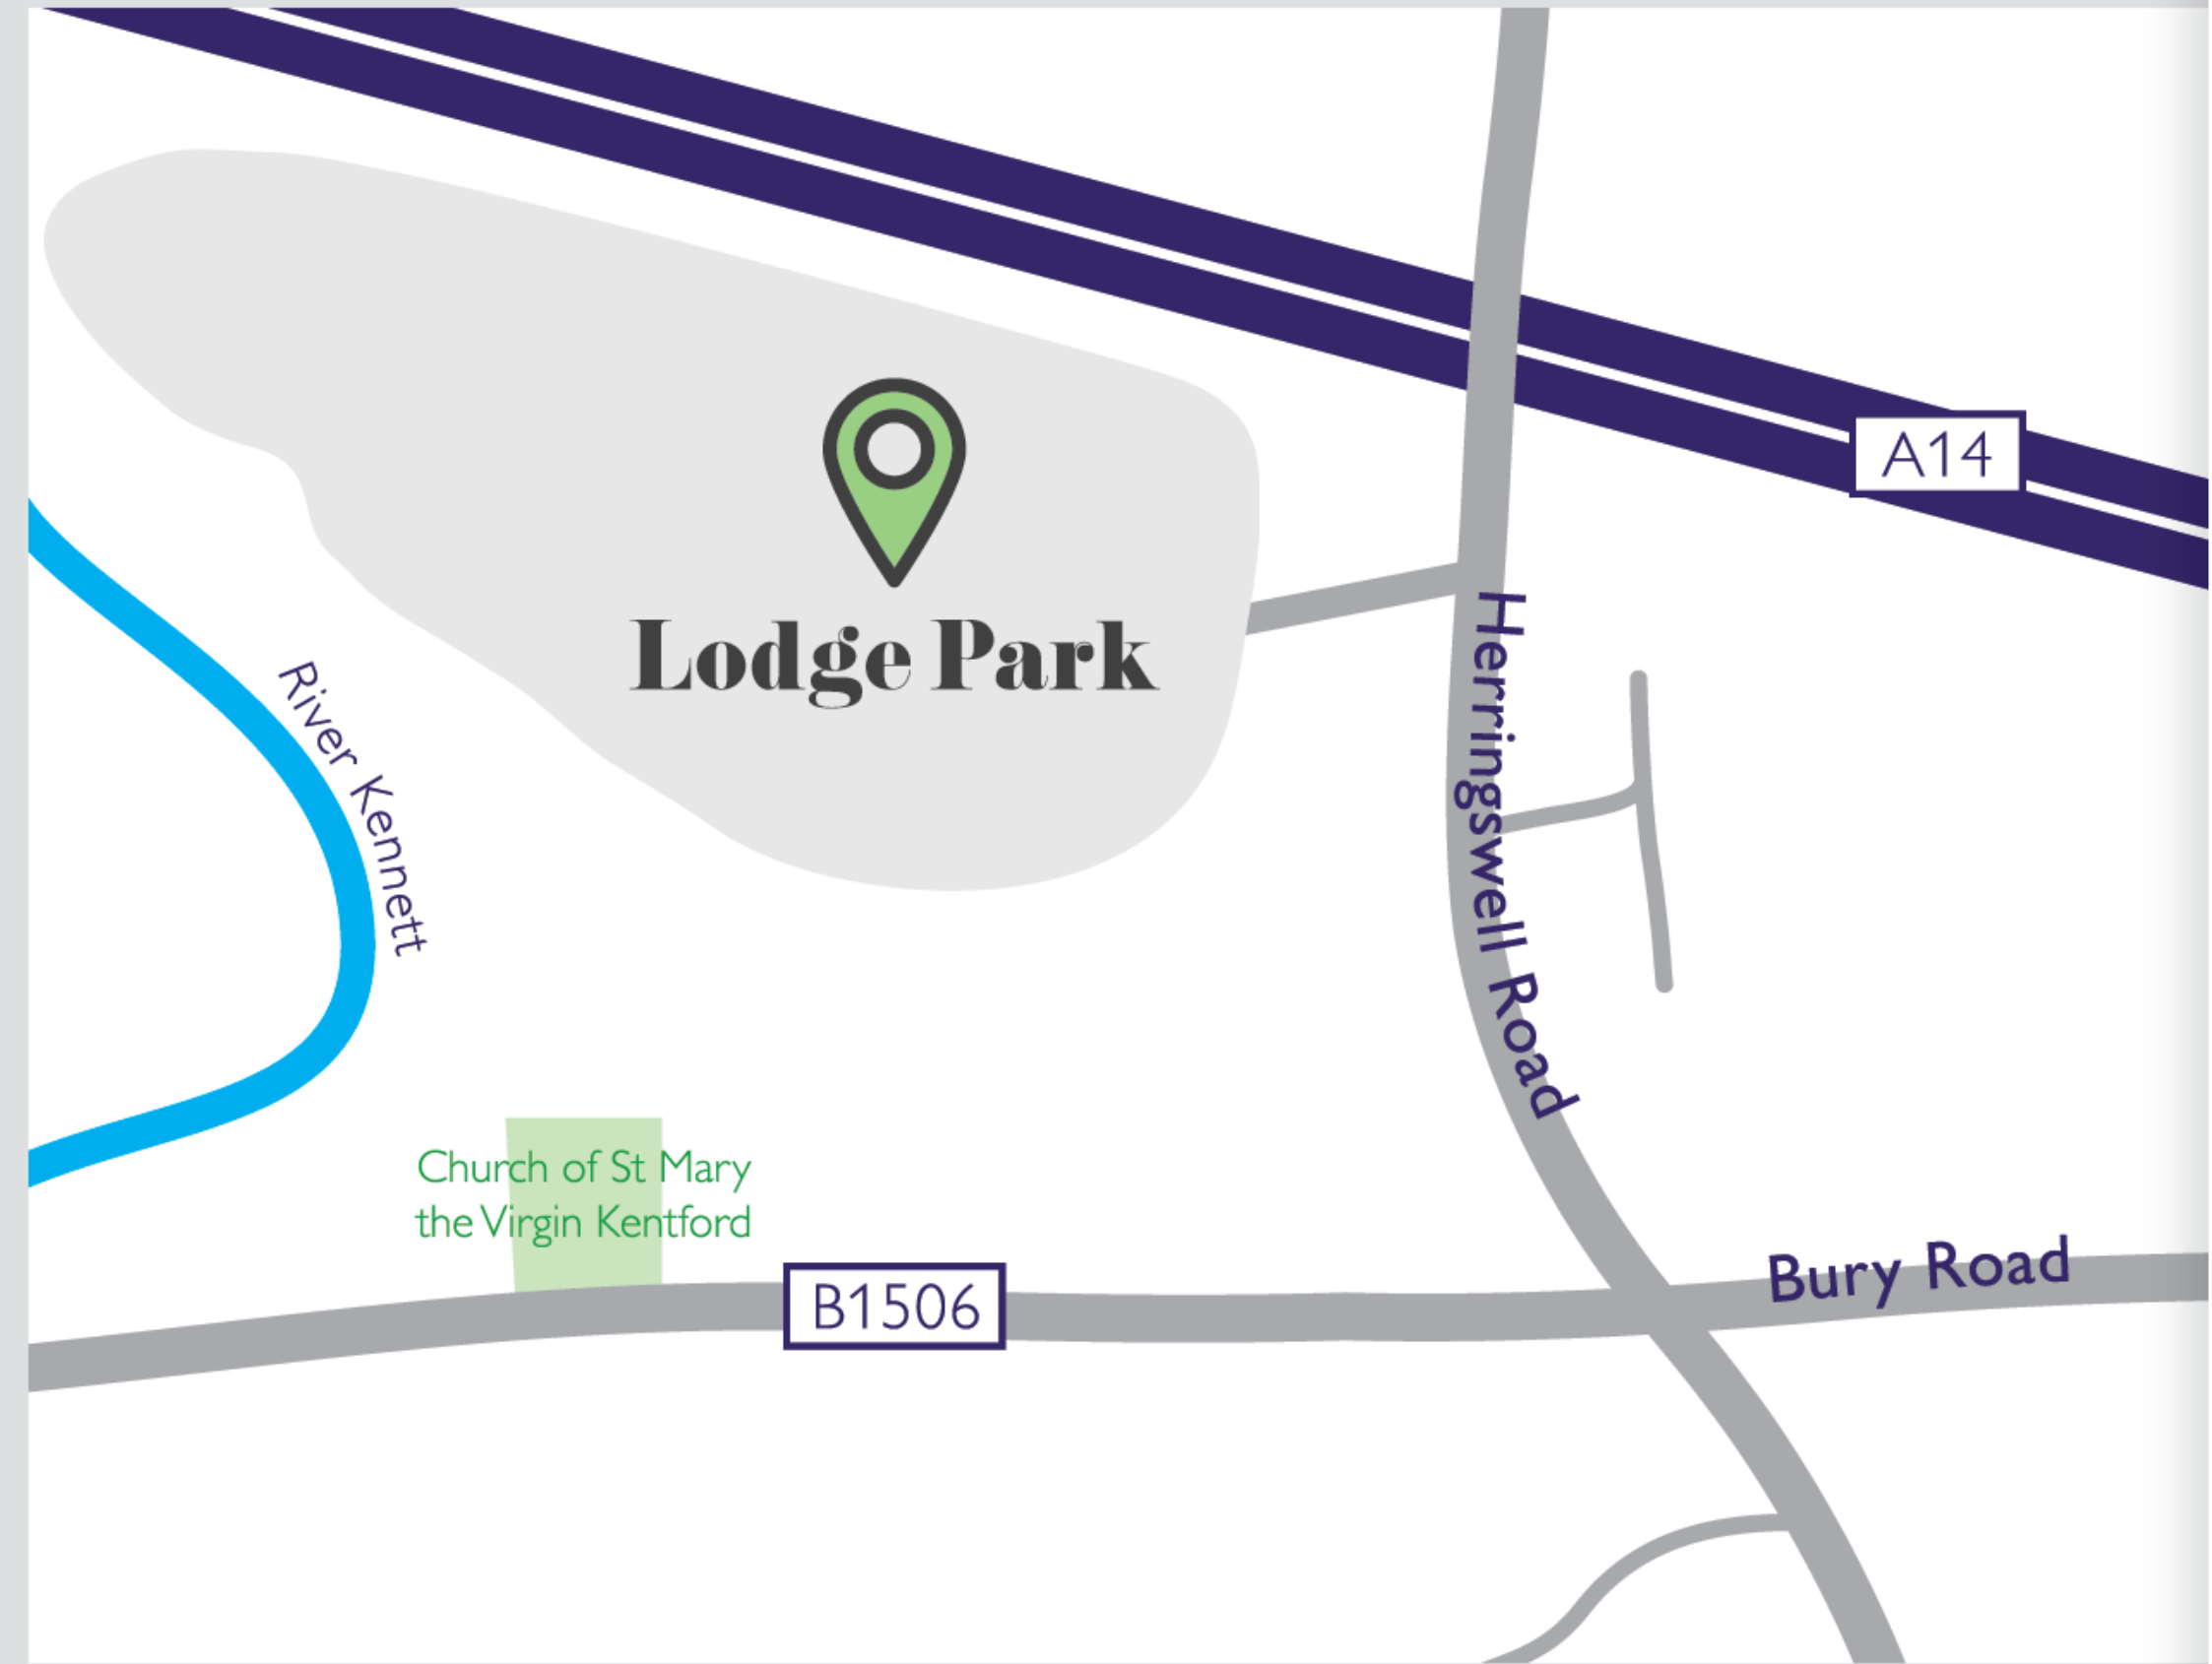 A14
Lodge Park
Herringswell Road
River Kennett
Church of St Mary
the Virgin Kentford
B1506
Bury Road